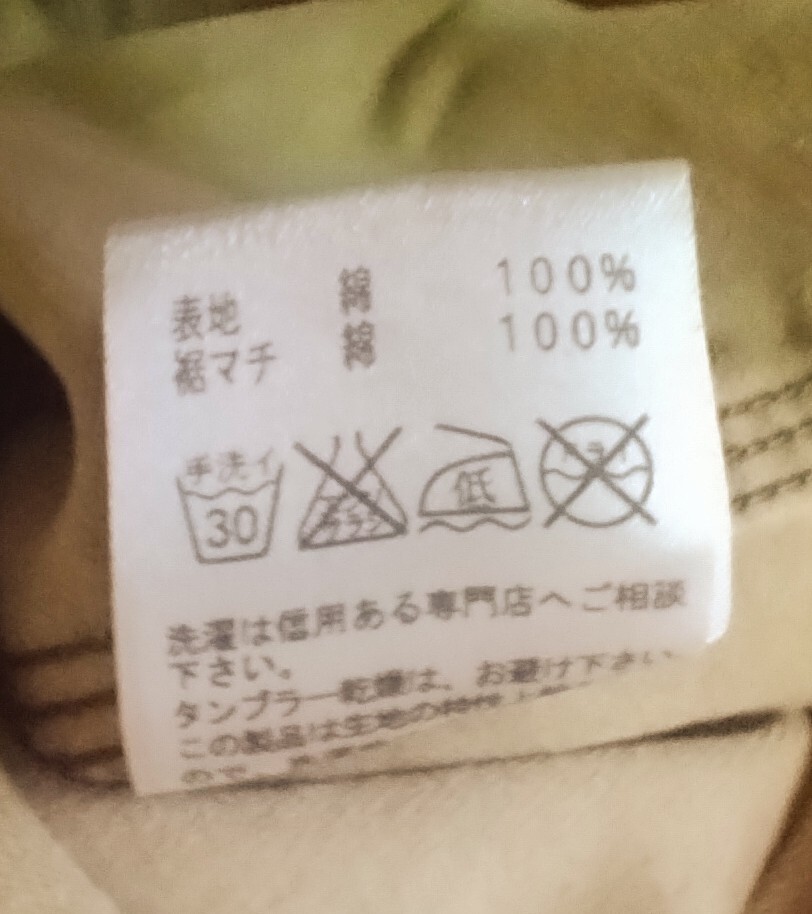 表地 綿 100%
裾マチ 綿 100%
手洗イ
30
低
洗濯は信用ある専門店へご相談
下さい。
タンブラー乾燥は、お避け下さい
この製品は生地の特性上
ので、